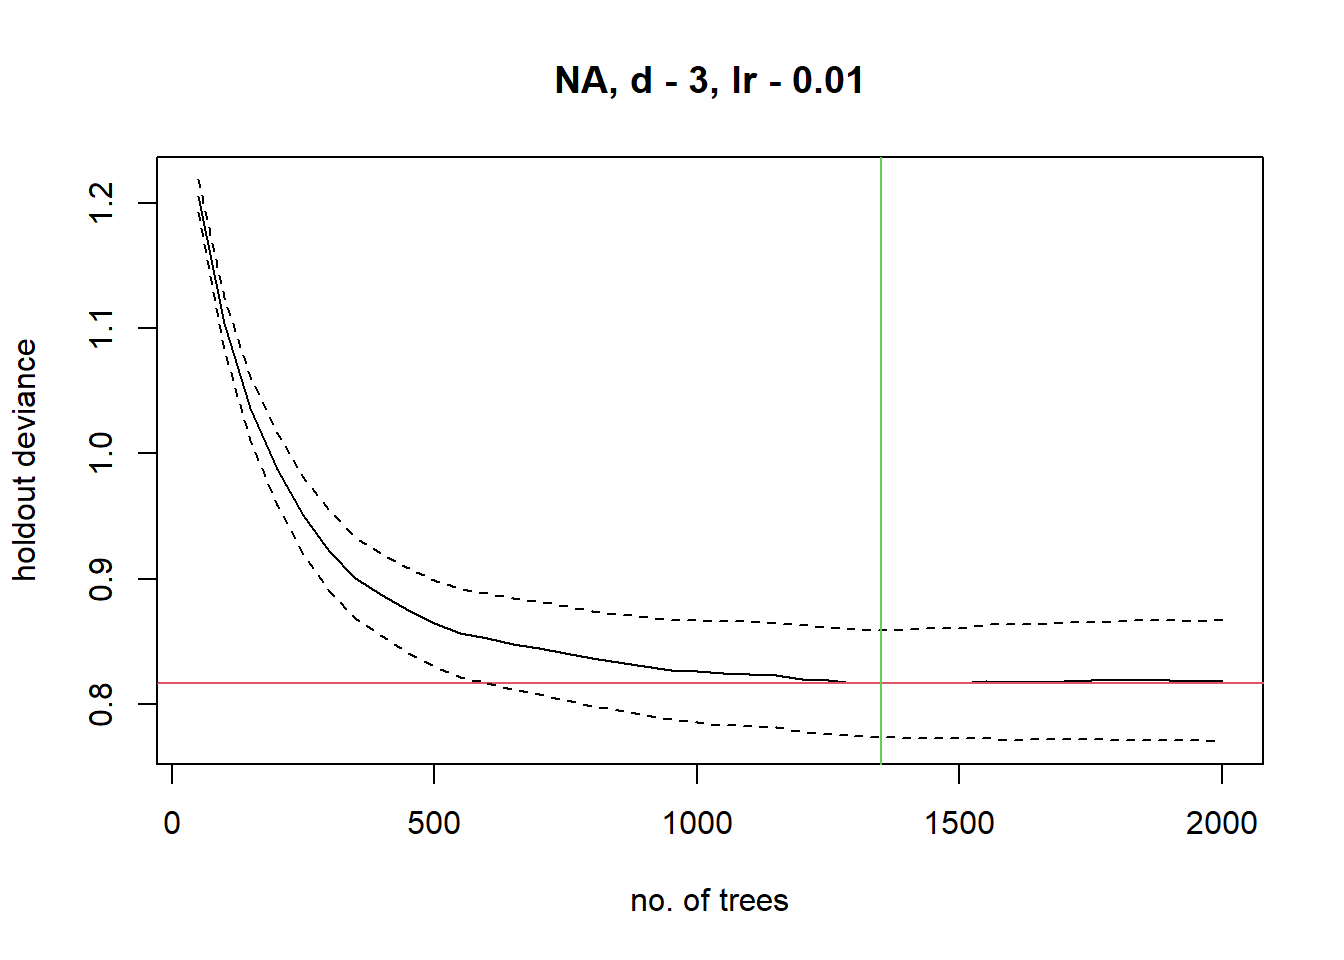 NA, d - 3, lr - 0.01
holdout deviance
1.2
1.1
1.0
0.9
0.8
0 500 1000 1500 2000
no. of trees